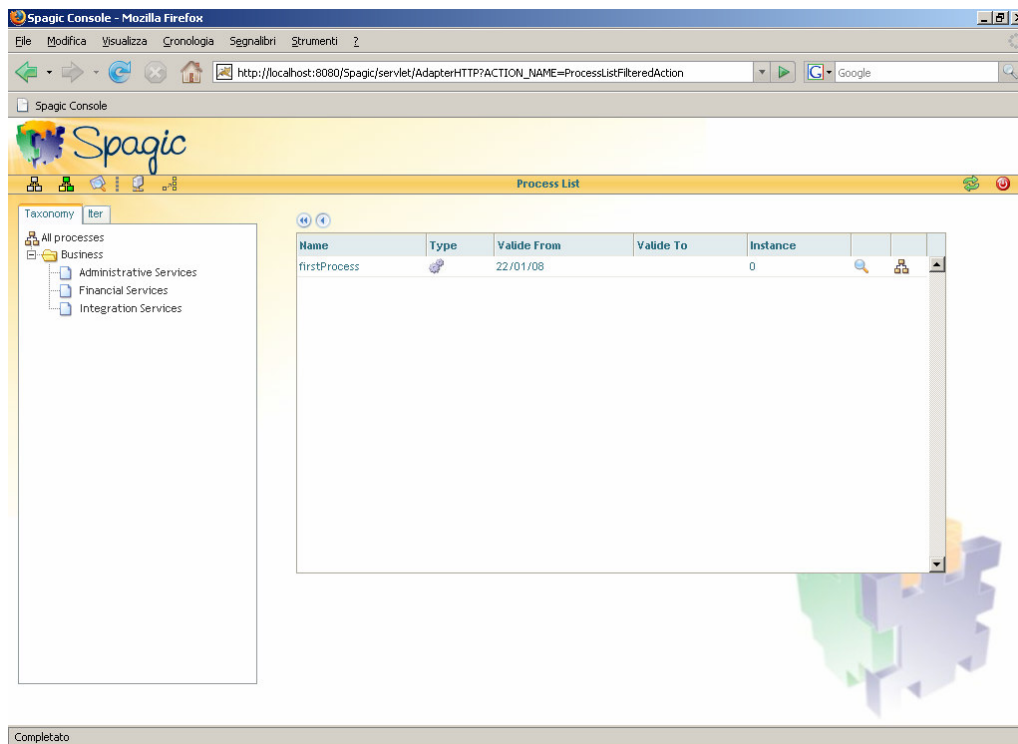 Spagic Console - Mozilla Firefox
File Modifica Visualizza Cronologia Segnalibri Strumenti ?
http://localhost:8080/Spagic/servlet/AdapterHTTP?ACTION_NAME=ProcessListFilteredAction
G Google
Spagic Console
Spagic
Process List
Taxonomy Iter
All processes
Business
Administrative Services
Financial Services
Integration Services
Name Type Valide From Valide To Instance
firstProcess 22/01/08 0
Completato